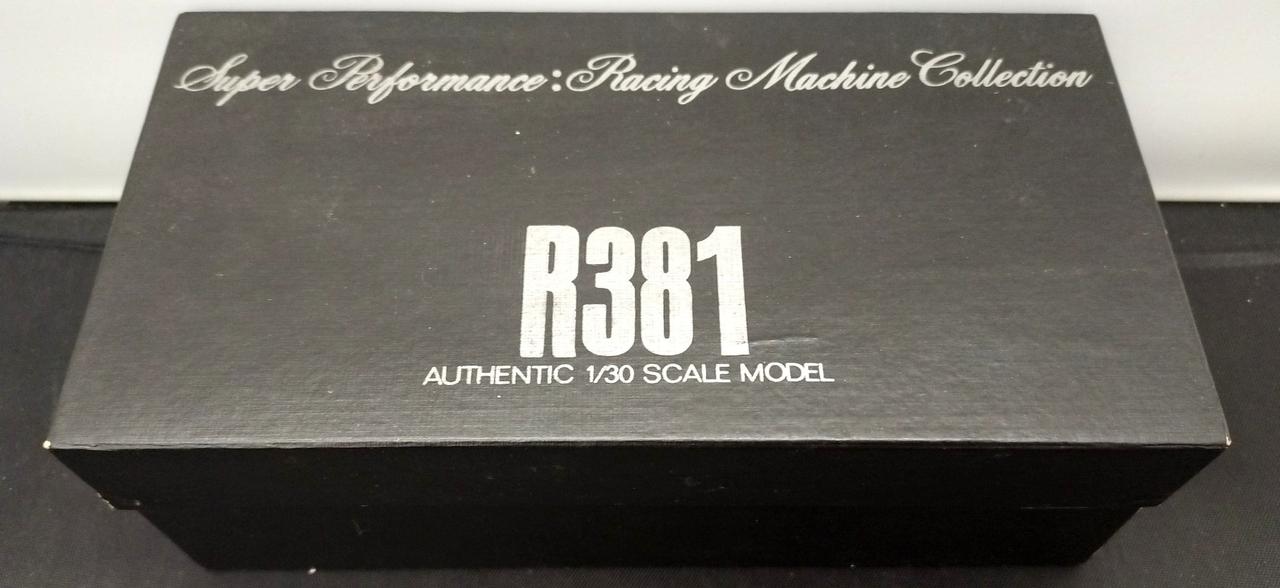 Super Performance: Racing Machine Collection
R381
AUTHENTIC 1/30 SCALE MODEL